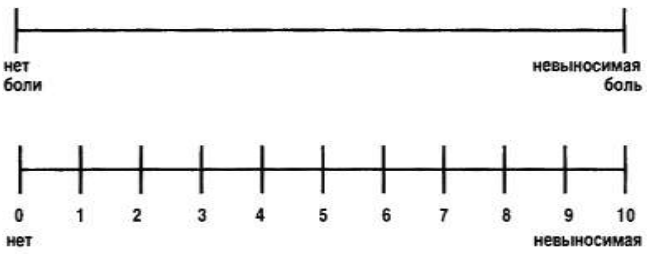 нет невыносимая
боли боль
0 1 2 3 4 5 6 7 8 9 10
нет невыносимая